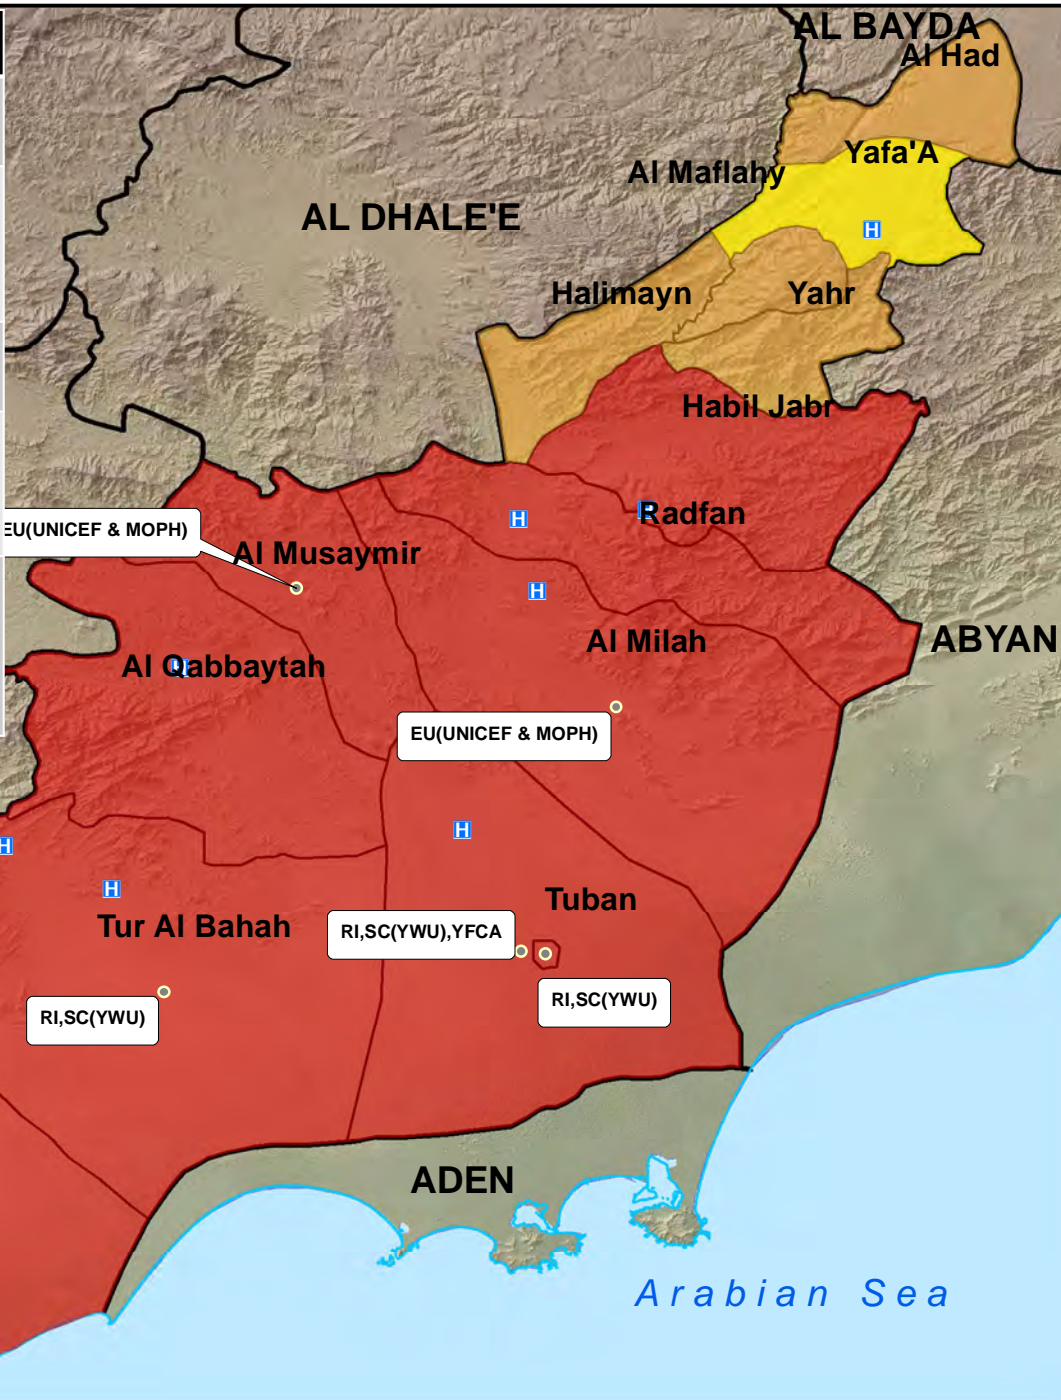 AL BAYDA
Al Had
Yafa'A
Al Maflahy
AL DHALE'E
Halimayn
Yahr
Habil Jabr
H
H
H
Radfan
EU(UNICEF & MOPH)
Al Musaymir
H
Al Milah
ABYAN
H
Al Qabbaytah
EU(UNICEF & MOPH)
H
H
H
Tuban
Tur Al Bahah
RI,SC(YWU),YFCA
RI,SC(YWU)
RI,SC(YWU)
ADEN
Arabian Sea